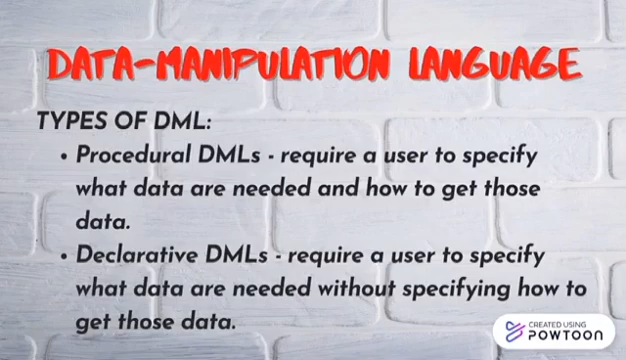 DATA-MANIPULATION LANGUAGE
TYPES OF DML:
• Procedural DMLs - require a user to specify
what data are needed and how to get those
data.
• Declarative DMLs - require a user to specify
what data are needed without specifying how to
get those data.
CREATED USING
POWTOON